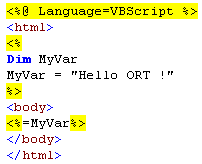 <%@ Language=VBScript %>
<html>
<%
Dim MyVar
MyVar = "Hello ORT !"
%>
<body>
<%=MyVar%>
</body>
</html>